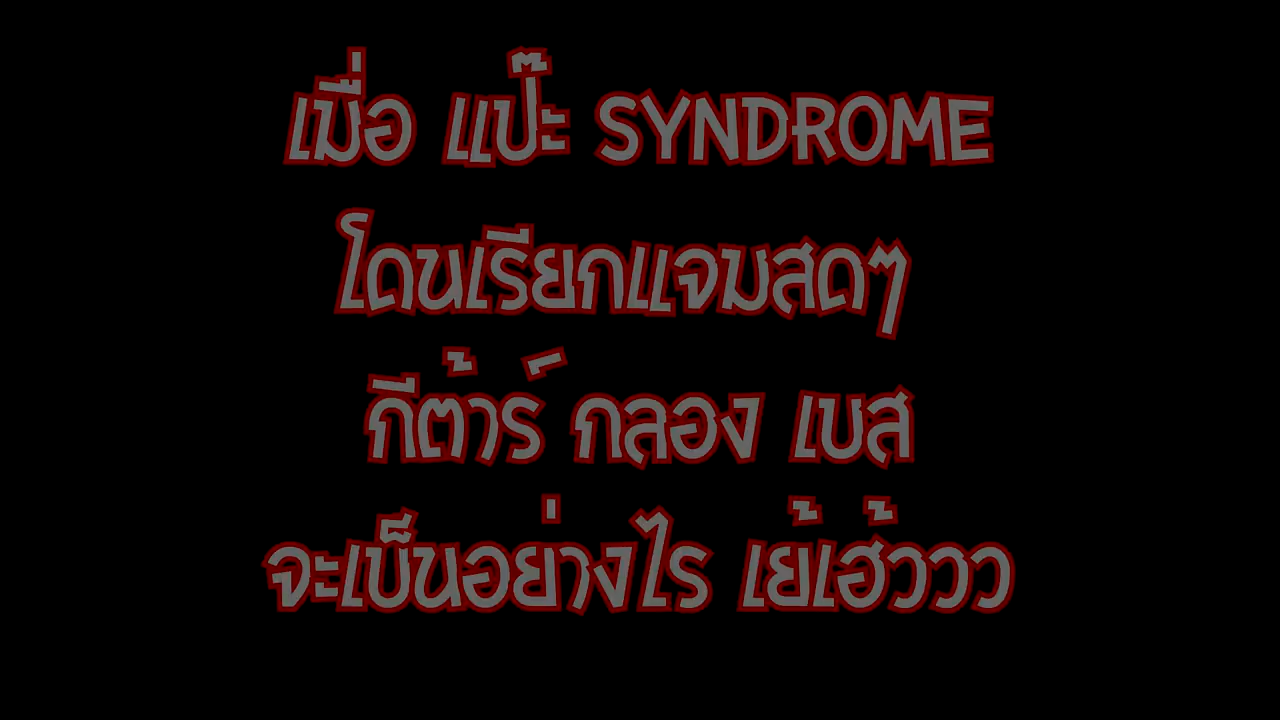 เมื่อ แป๊ะ SYNDROME
โดนเรียกแจมสดๆ
กีต้าร์ กลอง เบส
จะเป็นอย่างไร เย้เฮ้ววว